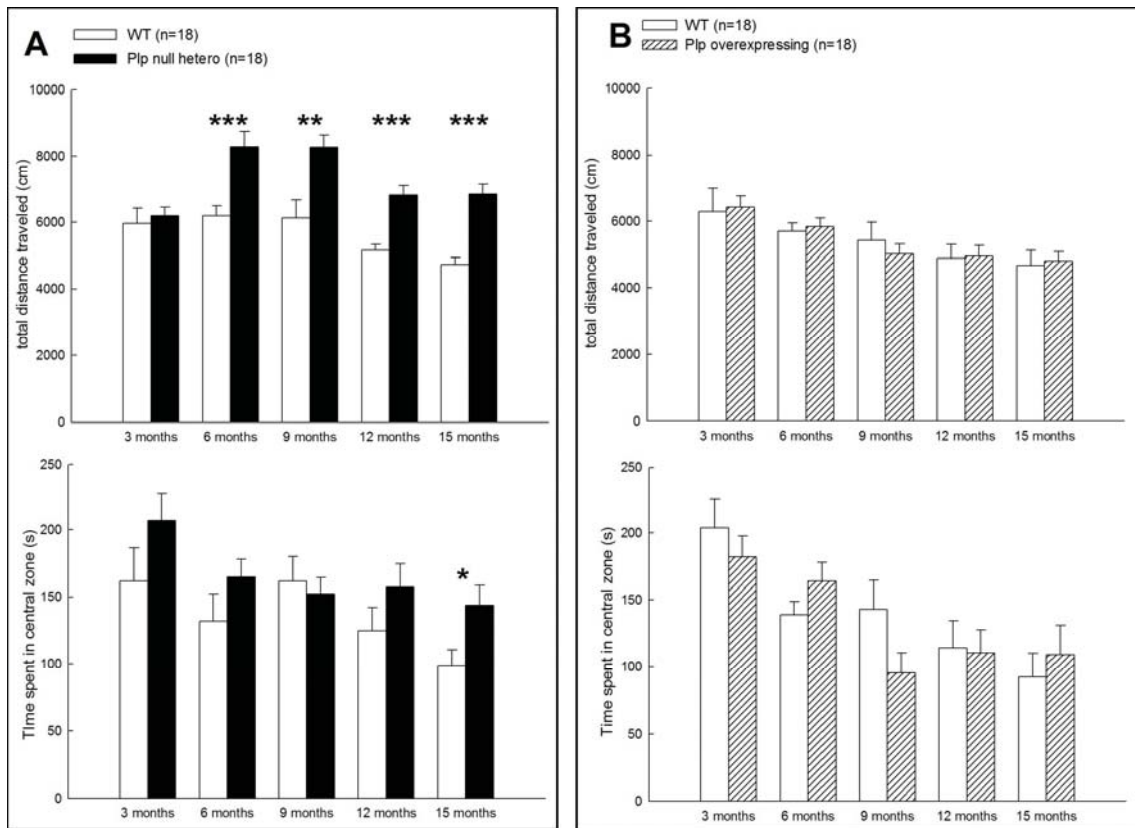 A
WT (n=18)
Plp null hetero (n=18)
10000
8000
6000
4000
2000
0
total distance traveled (cm)
***
**
***
***
3 months
6 months
9 months
12 months
15 months
250
200
150
100
50
0
Time spent in central zone (s)
*
3 months
6 months
9 months
12 months
15 months
B
WT (n=18)
Plp overexpressing (n=18)
10000
8000
6000
4000
2000
0
total distance traveled (cm)
3 months
6 months
9 months
12 months
15 months
250
200
150
100
50
0
Time spent in central zone (s)
3 months
6 months
9 months
12 months
15 months